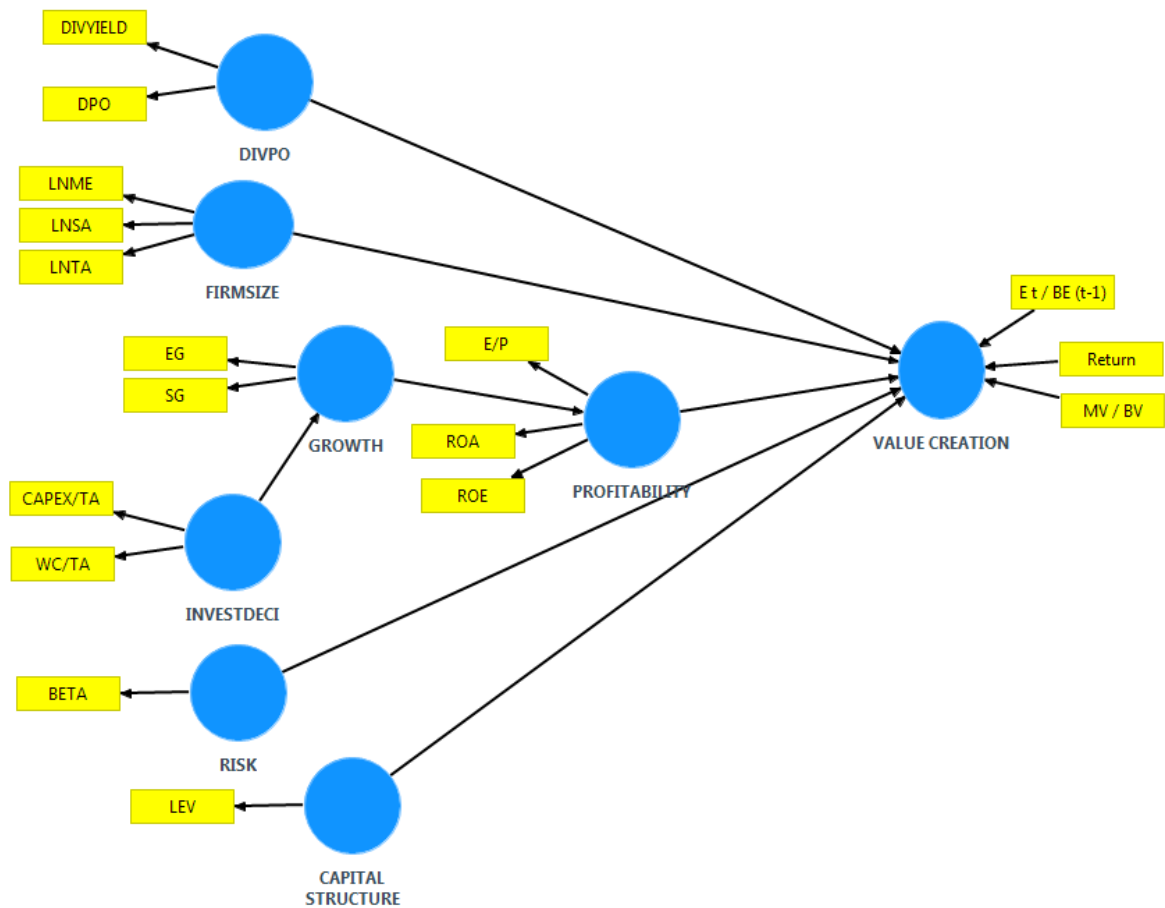 DIVYIELD
DPO
DIVPO
LNME
LNSA
LNTA
FIRMSIZE
E t / BE (t-1)
Return
MV / BV
VALUE CREATION
EG
SG
GROWTH
E/P
ROA
ROE
PROFITABILITY
CAPEX/TA
WC/TA
INVESTDECI
BETA
RISK
LEV
CAPITAL
STRUCTURE